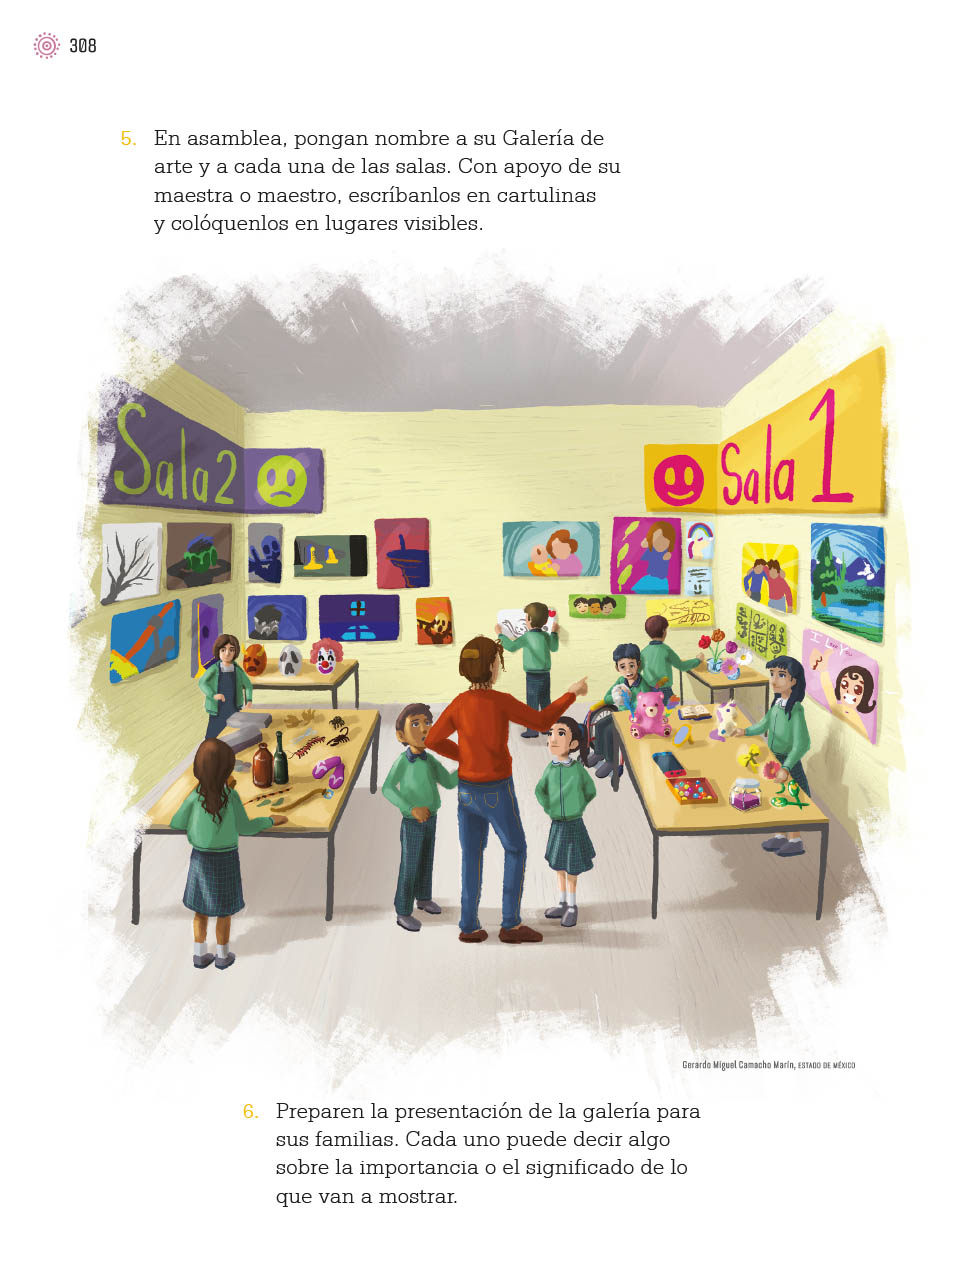 308
5. En asamblea, pongan nombre a su Galería de
arte y a cada una de las salas. Con apoyo de su
maestra o maestro, escríbanlos en cartulinas
y colóquenlos en lugares visibles.
Sala 2
Sala 1
I Love You
Gerardo Miguel Camacho Marín, ESTADO DE MÉXICO
6. Preparen la presentación de la galería para
sus familias. Cada uno puede decir algo
sobre la importancia o el significado de lo
que van a mostrar.